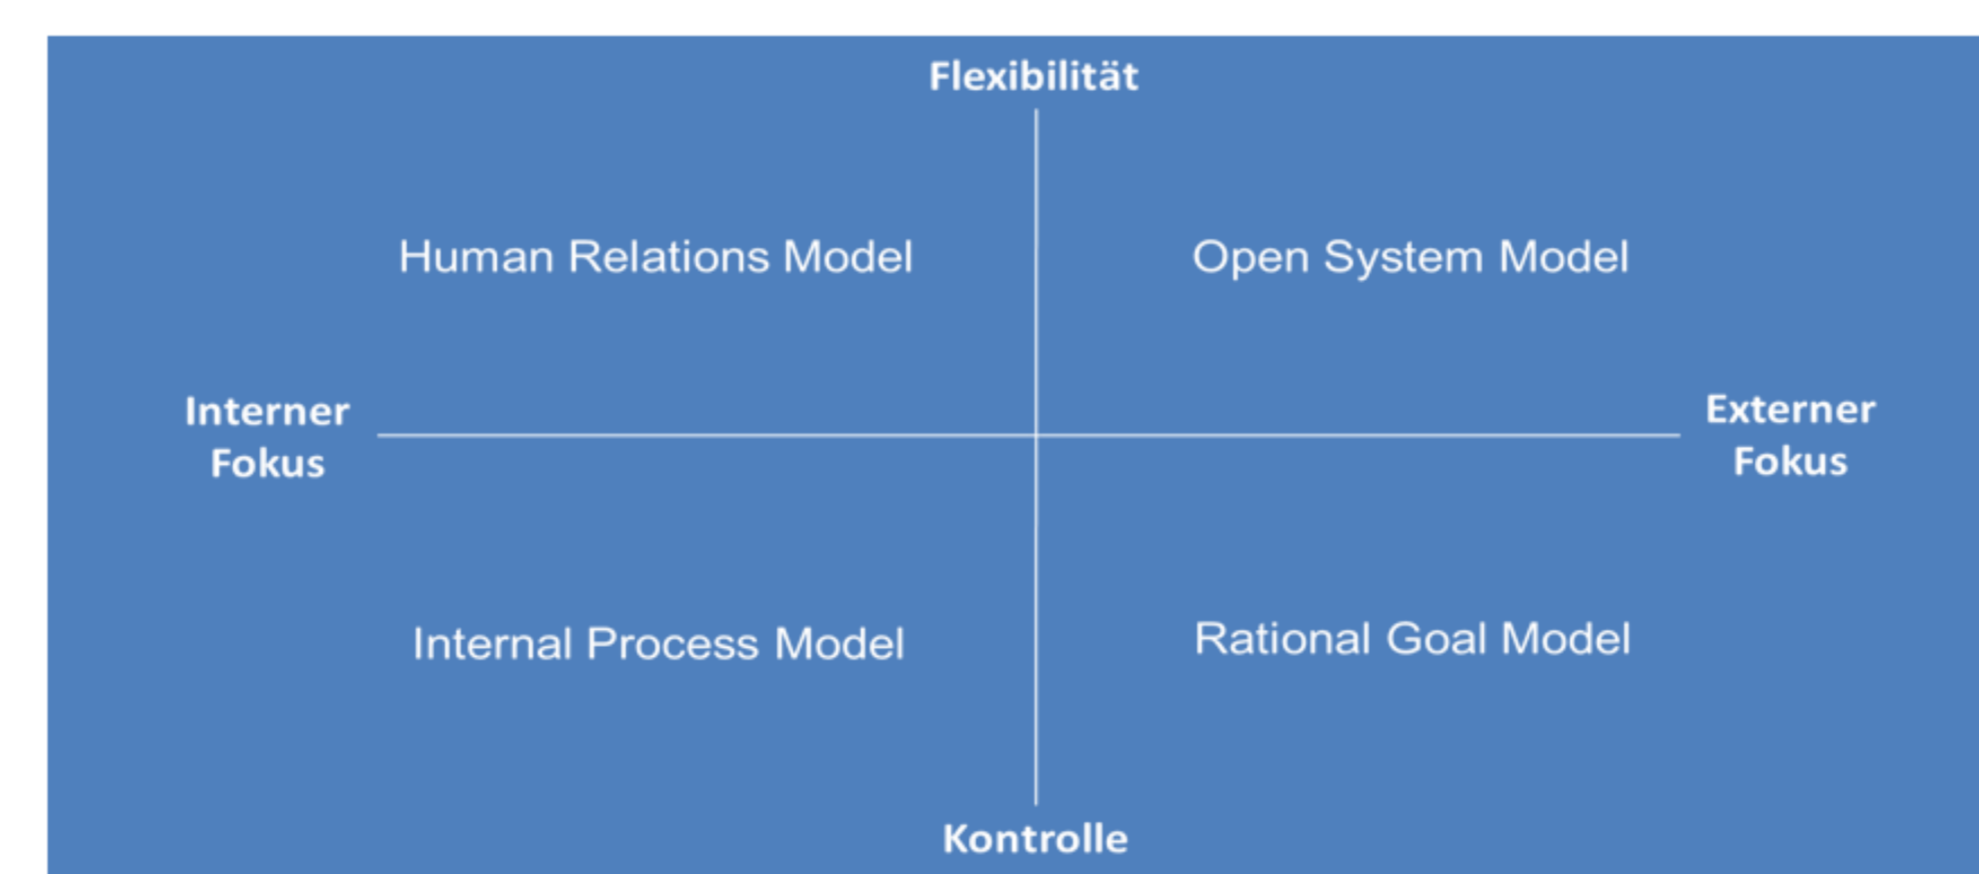 Flexibilität
Human Relations Model
Open System Model
Interner
Fokus
Externer
Fokus
Internal Process Model
Rational Goal Model
Kontrolle